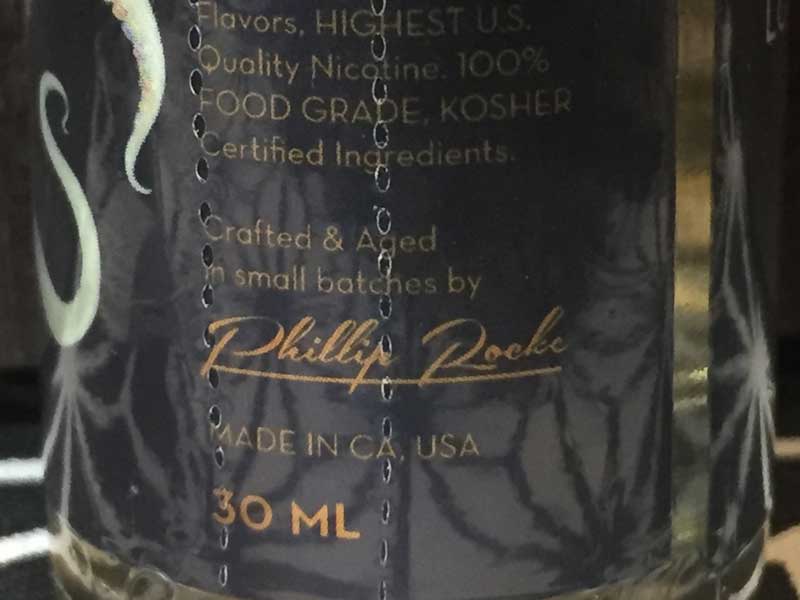 Flavors, HIGHEST U.S.
Quality Nicotine. 100%
FOOD GRADE, KOSHER
Certified Ingredients.
Crafted & Aged
in small batches by
Phillip Rocke
MADE IN CA, USA
30 ML